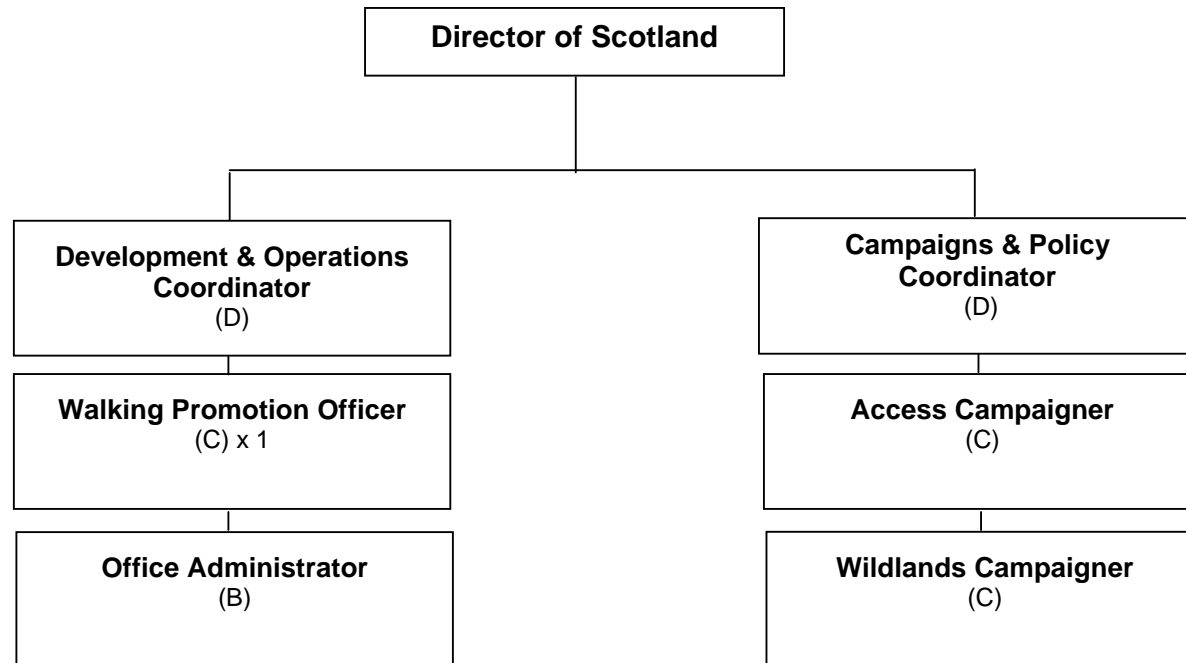 Director of Scotland
Development & Operations
Coordinator
(D)
Walking Promotion Officer
(C) x 1
Office Administrator
(B)
Campaigns & Policy
Coordinator
(D)
Access Campaigner
(C)
Wildlands Campaigner
(C)